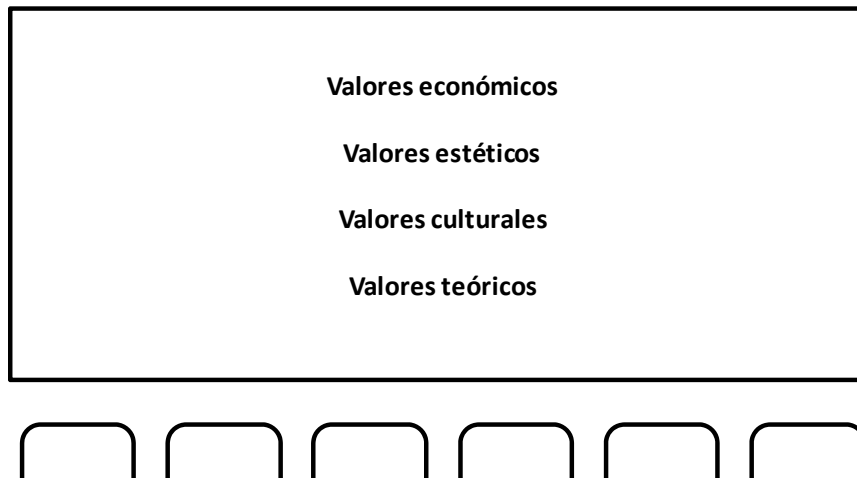 Valores económicos
Valores estéticos
Valores culturales
Valores teóricos